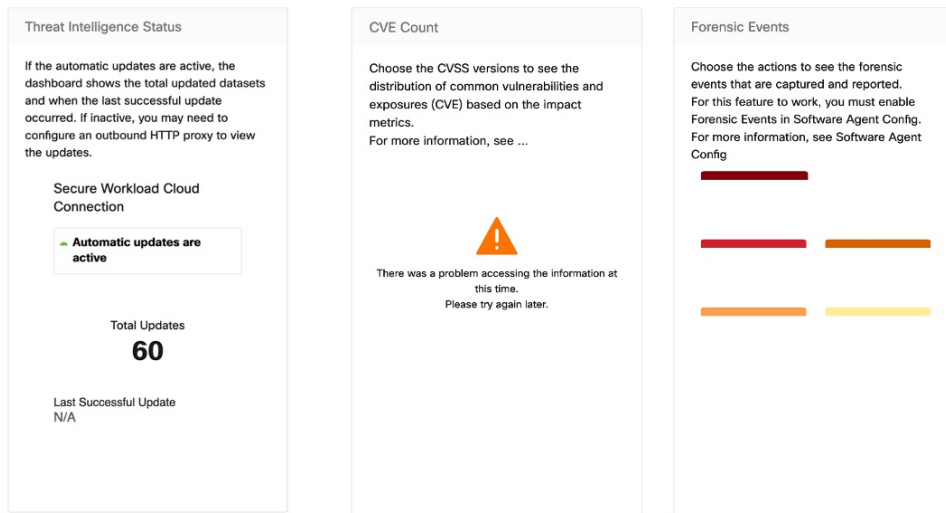 Threat Intelligence Status
If the automatic updates are active, the
dashboard shows the total updated datasets
and when the last successful update
occurred. If inactive, you may need to
configure an outbound HTTP proxy to view
the updates.
Secure Workload Cloud
Connection
Automatic updates are
active
Total Updates
60
Last Successful Update
N/A
CVE Count
Choose the CVSS versions to see the
distribution of common vulnerabilities and
exposures (CVE) based on the impact
metrics.
For more information, see ...
There was a problem accessing the information at
this time.
Please try again later.
Forensic Events
Choose the actions to see the forensic
events that are captured and reported.
For this feature to work, you must enable
Forensic Events in Software Agent Config.
For more information, see Software Agent
Config